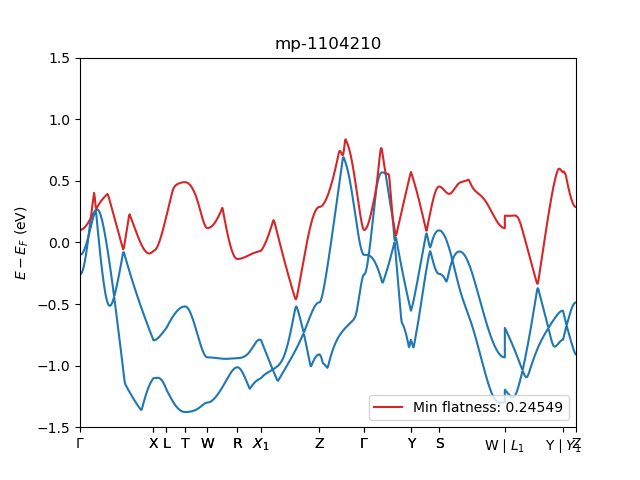 mp-1104210
E − E_F (eV)
1.5
1.0
0.5
0.0
−0.5
−1.0
−1.5
Min flatness: 0.24549
Γ X L T W R X₁ Z Γ Y S W | L₁ Y | Y₁ Z